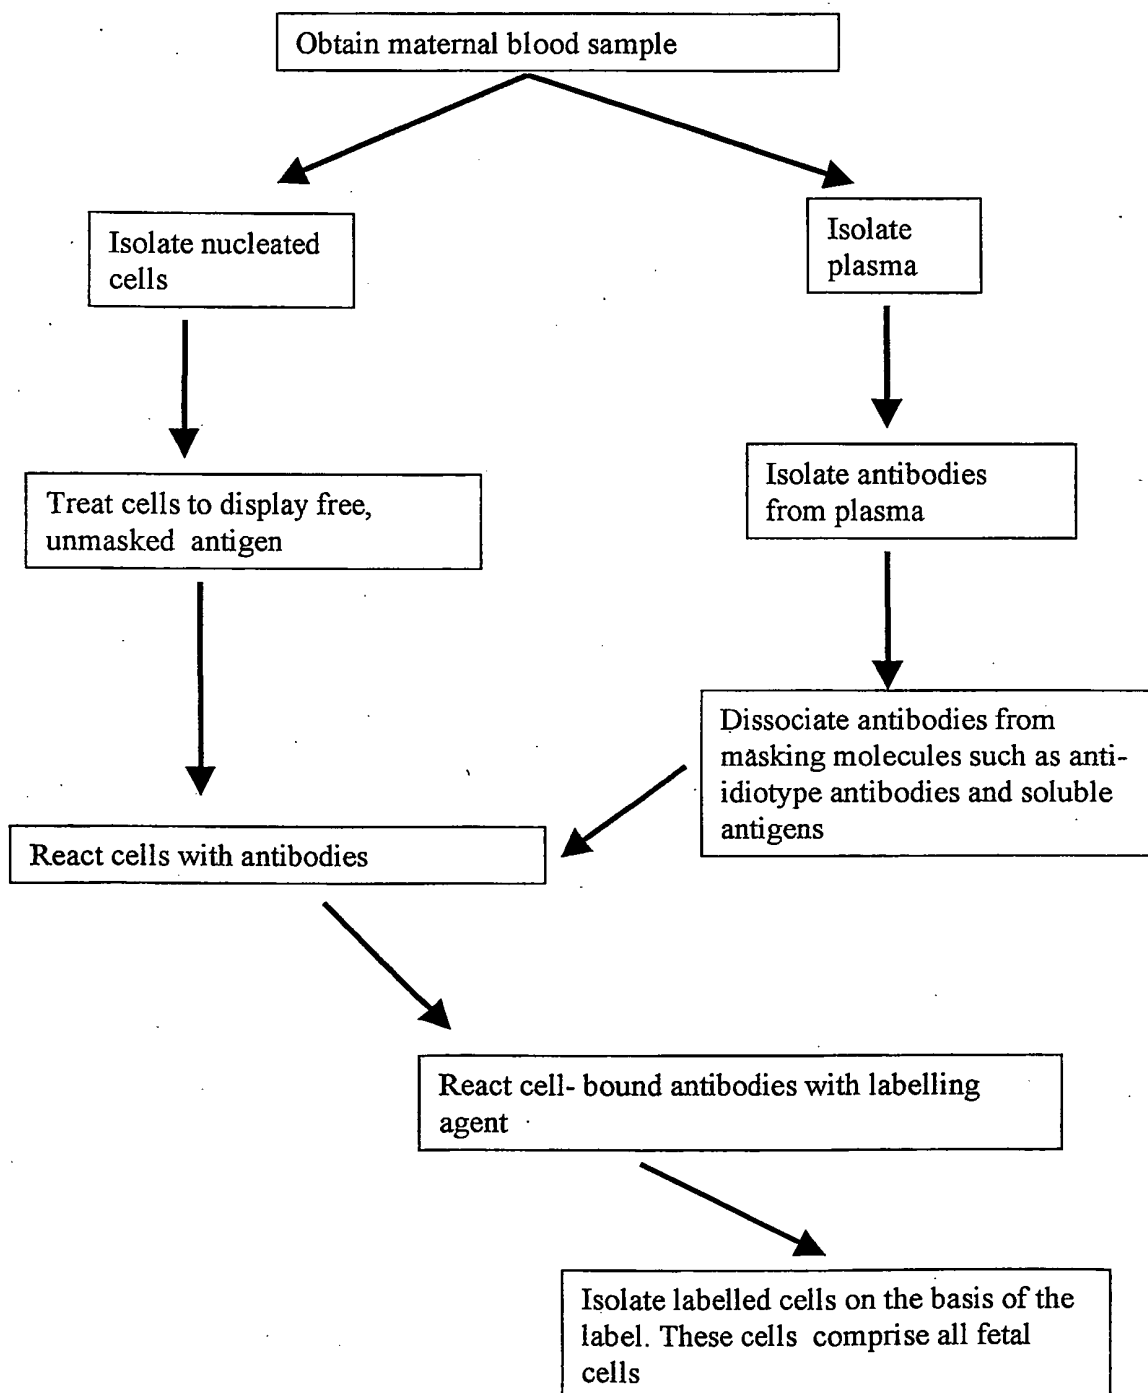 Obtain maternal blood sample
Isolate nucleated
cells
Isolate
plasma
Treat cells to display free,
unmasked antigen
Isolate antibodies
from plasma
Dissociate antibodies from
masking molecules such as anti-
idiotype antibodies and soluble
antigens
React cells with antibodies
React cell- bound antibodies with labelling
agent
Isolate labelled cells on the basis of the
label. These cells comprise all fetal
cells